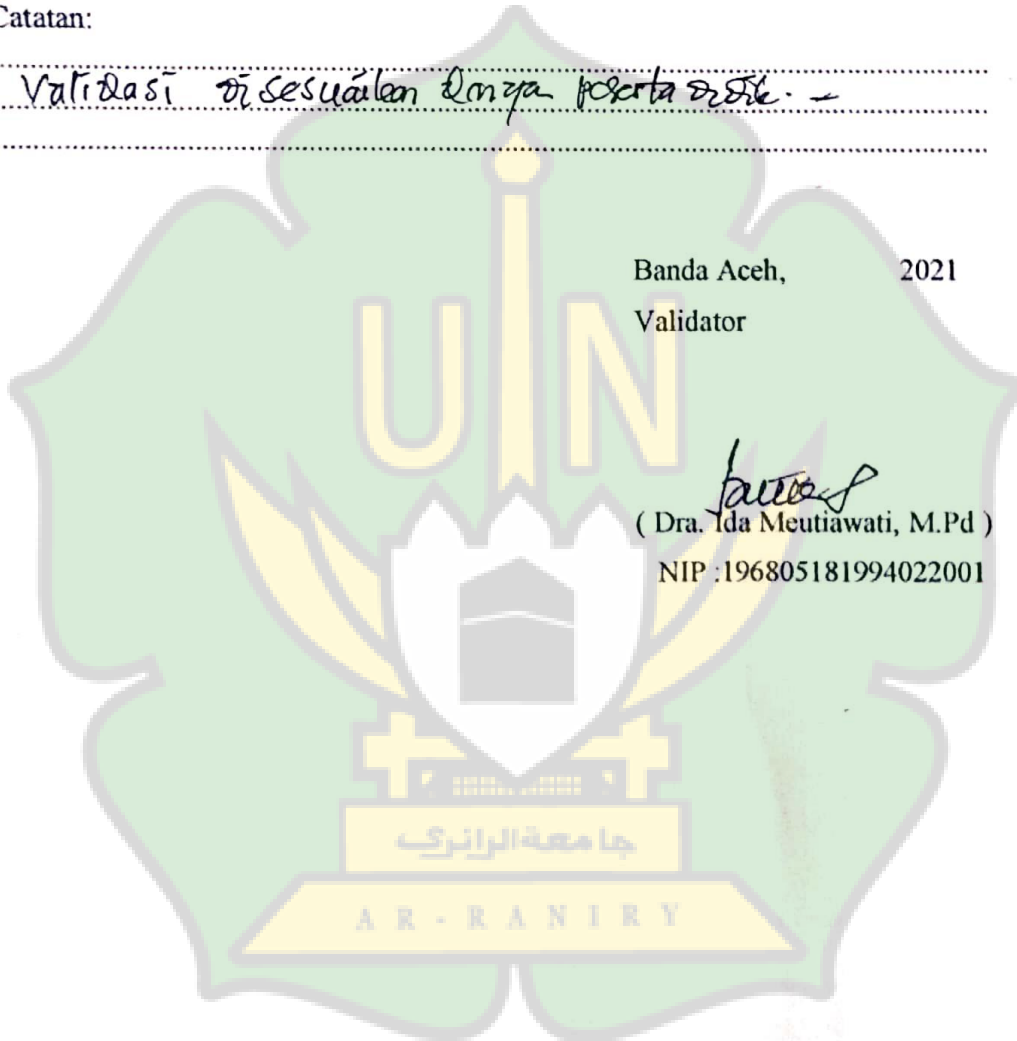 Catatan:
Validasi disesuaikan dengan peserta didik. -
Banda Aceh, 2021
Validator
( Dra. Ida Meutiawati, M.Pd )
NIP :196805181994022001
UIN
جامعة الرانري
AR-RANIRY